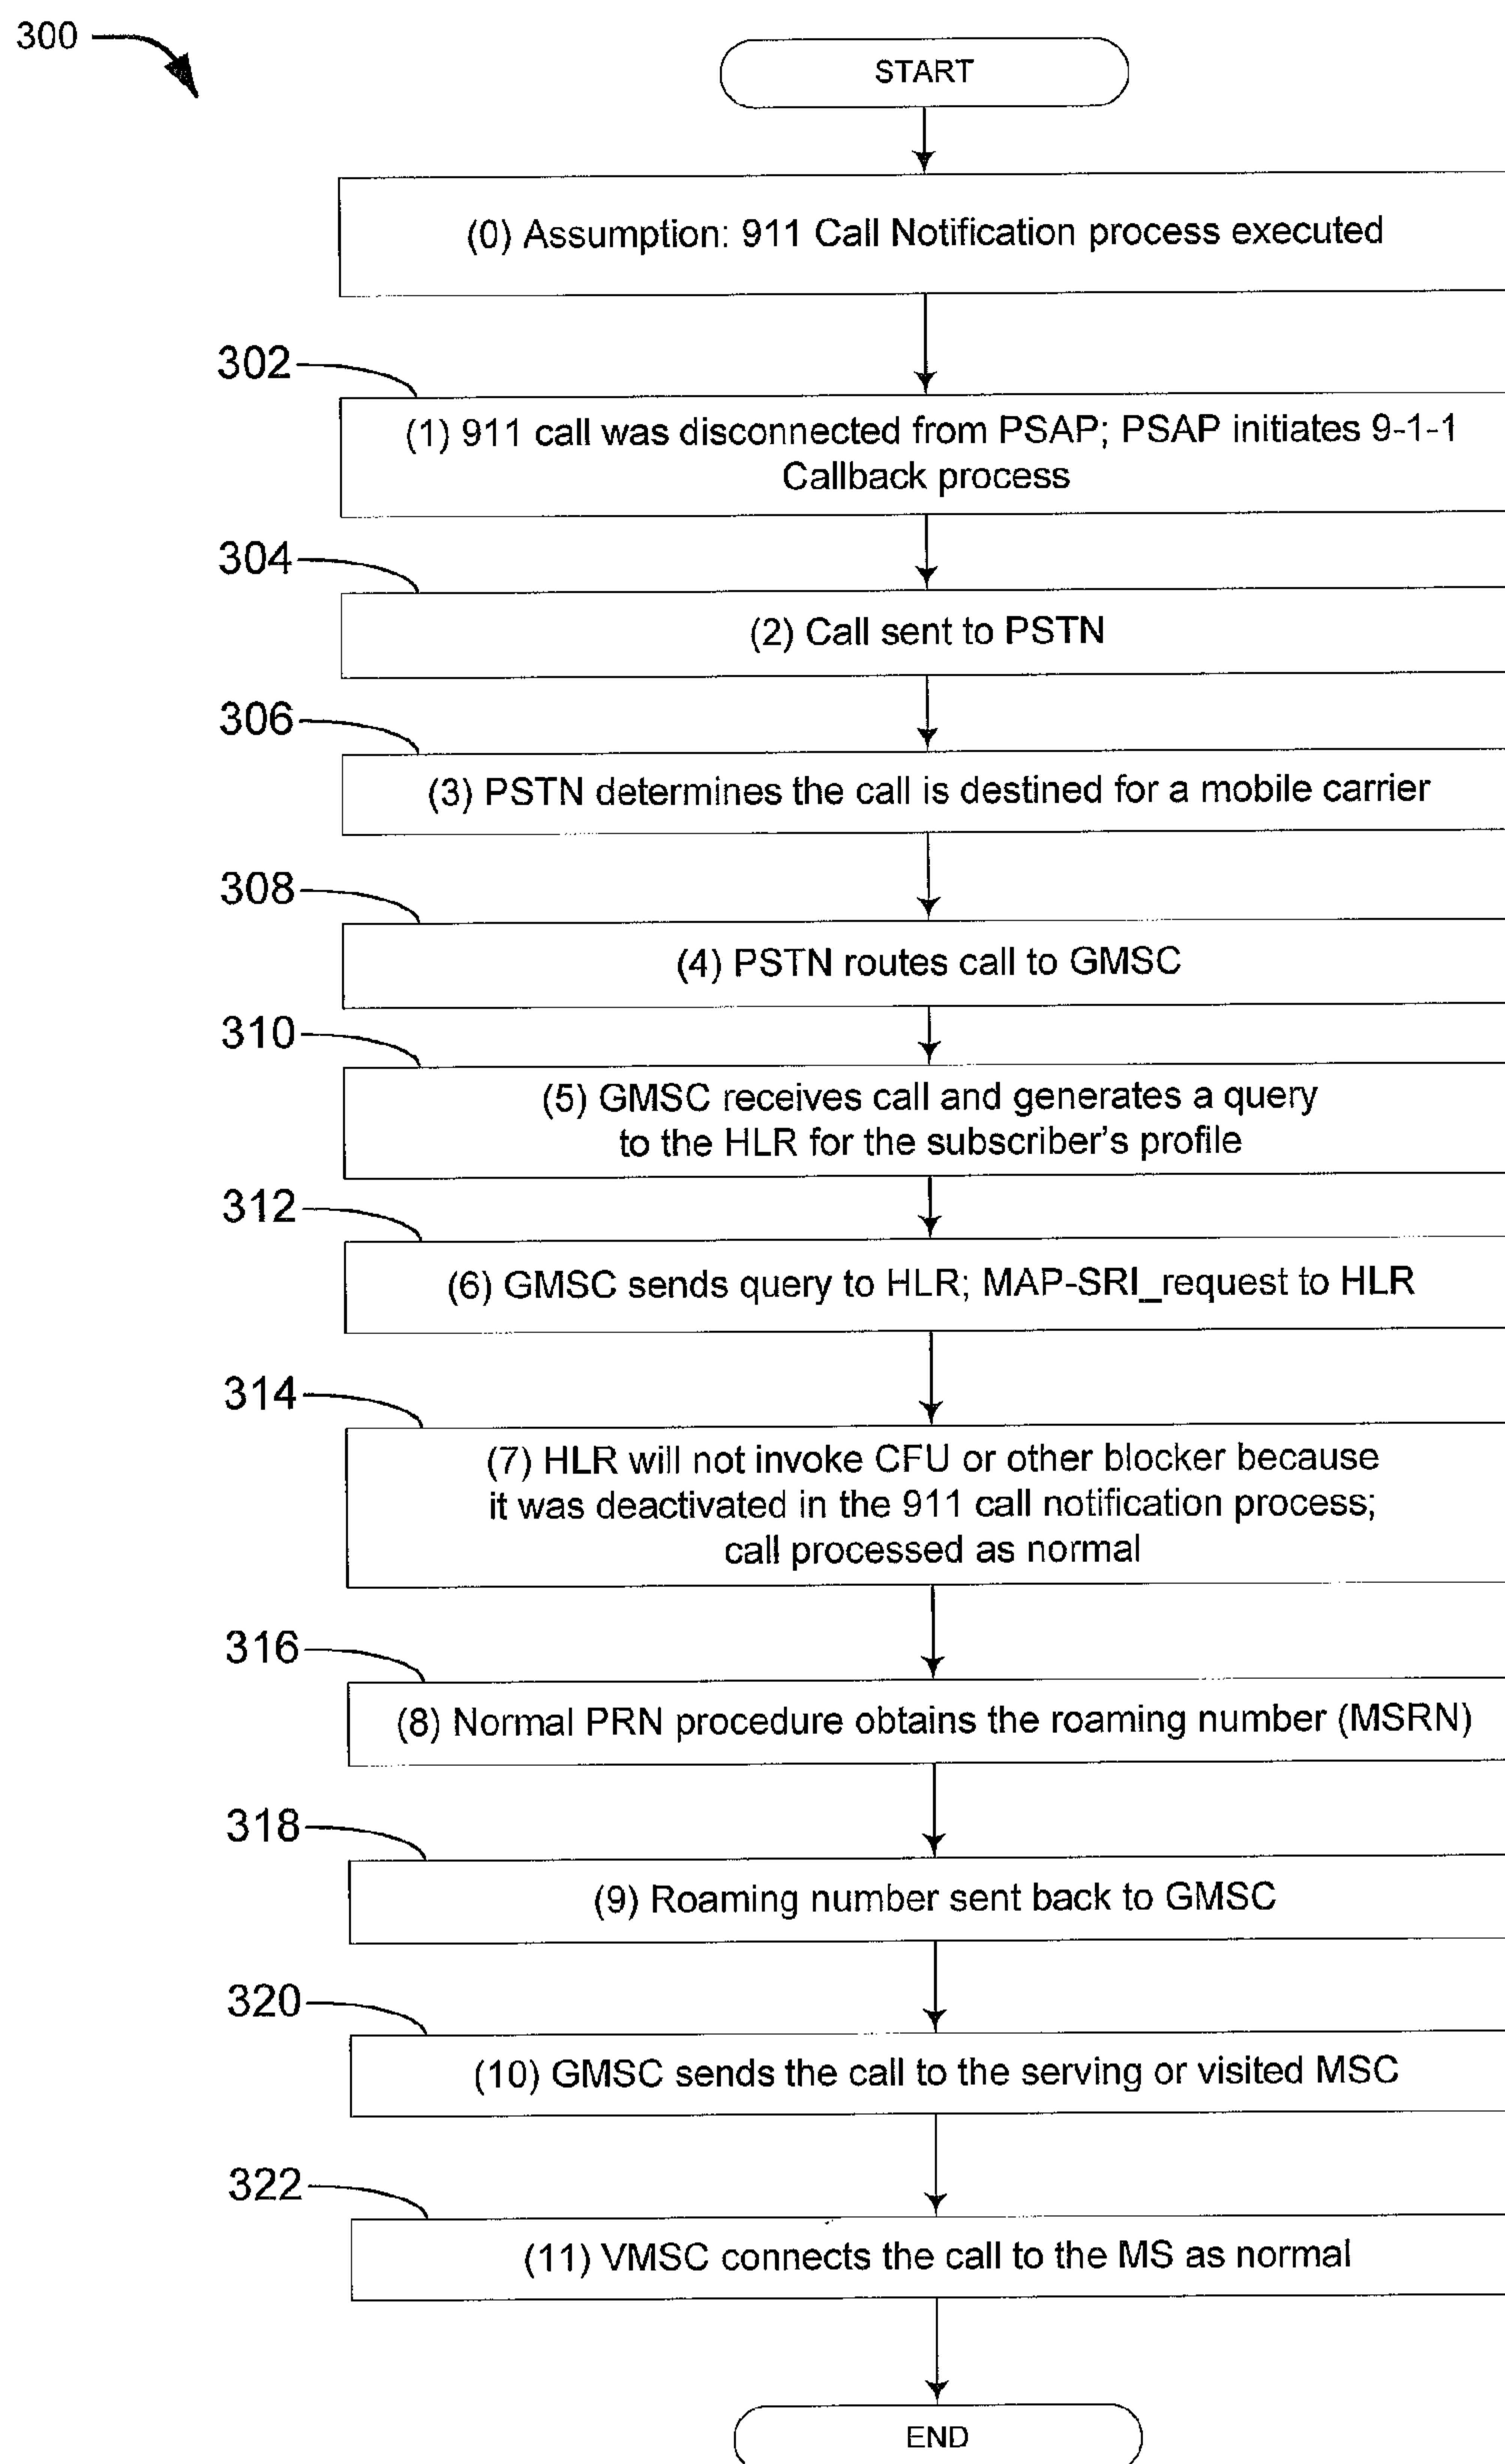 300
START
(0) Assumption: 911 Call Notification process executed
302
(1) 911 call was disconnected from PSAP; PSAP initiates 9-1-1
Callback process
304
(2) Call sent to PSTN
306
(3) PSTN determines the call is destined for a mobile carrier
308
(4) PSTN routes call to GMSC
310
(5) GMSC receives call and generates a query
to the HLR for the subscriber's profile
312
(6) GMSC sends query to HLR; MAP-SRI_request to HLR
314
(7) HLR will not invoke CFU or other blocker because
it was deactivated in the 911 call notification process;
call processed as normal
316
(8) Normal PRN procedure obtains the roaming number (MSRN)
318
(9) Roaming number sent back to GMSC
320
(10) GMSC sends the call to the serving or visited MSC
322
(11) VMSC connects the call to the MS as normal
END